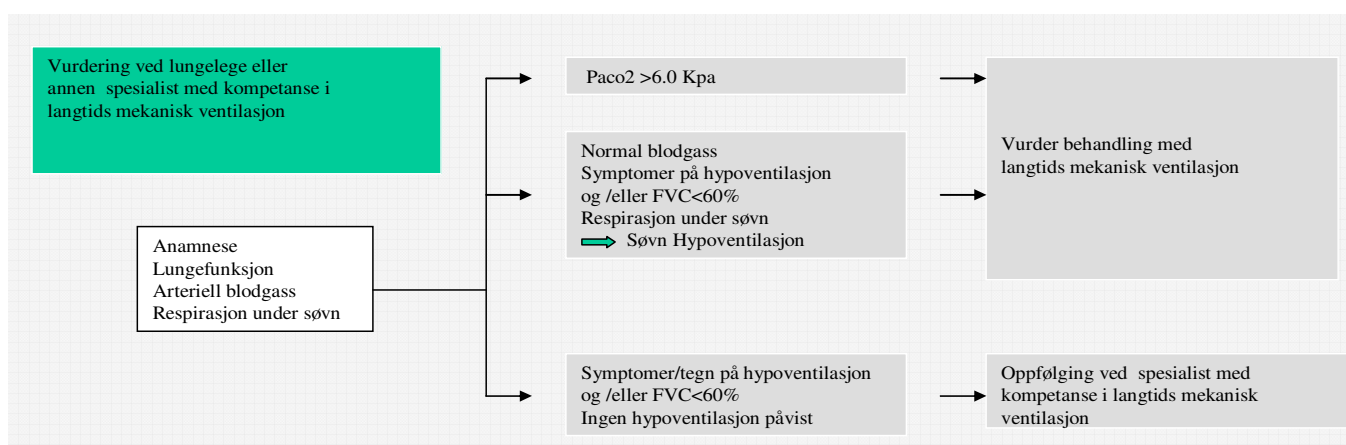 Vurdering ved lungelege eller
annen spesialist med kompetanse i
langtids mekanisk ventilasjon
Anamnese
Lungefunksjon
Arteriell blodgass
Respirasjon under søvn
Paco2 >6.0 Kpa
Normal blodgass
Symptomer på hypoventilasjon
og /eller FVC<60%
Respirasjon under søvn
Søvn Hypoventilasjon
Vurder behandling med
langtids mekanisk ventilasjon
Symptomer/tegn på hypoventilasjon
og /eller FVC<60%
Ingen hypoventilasjon påvist
Oppfølging ved spesialist med
kompetanse i langtids mekanisk
ventilasjon